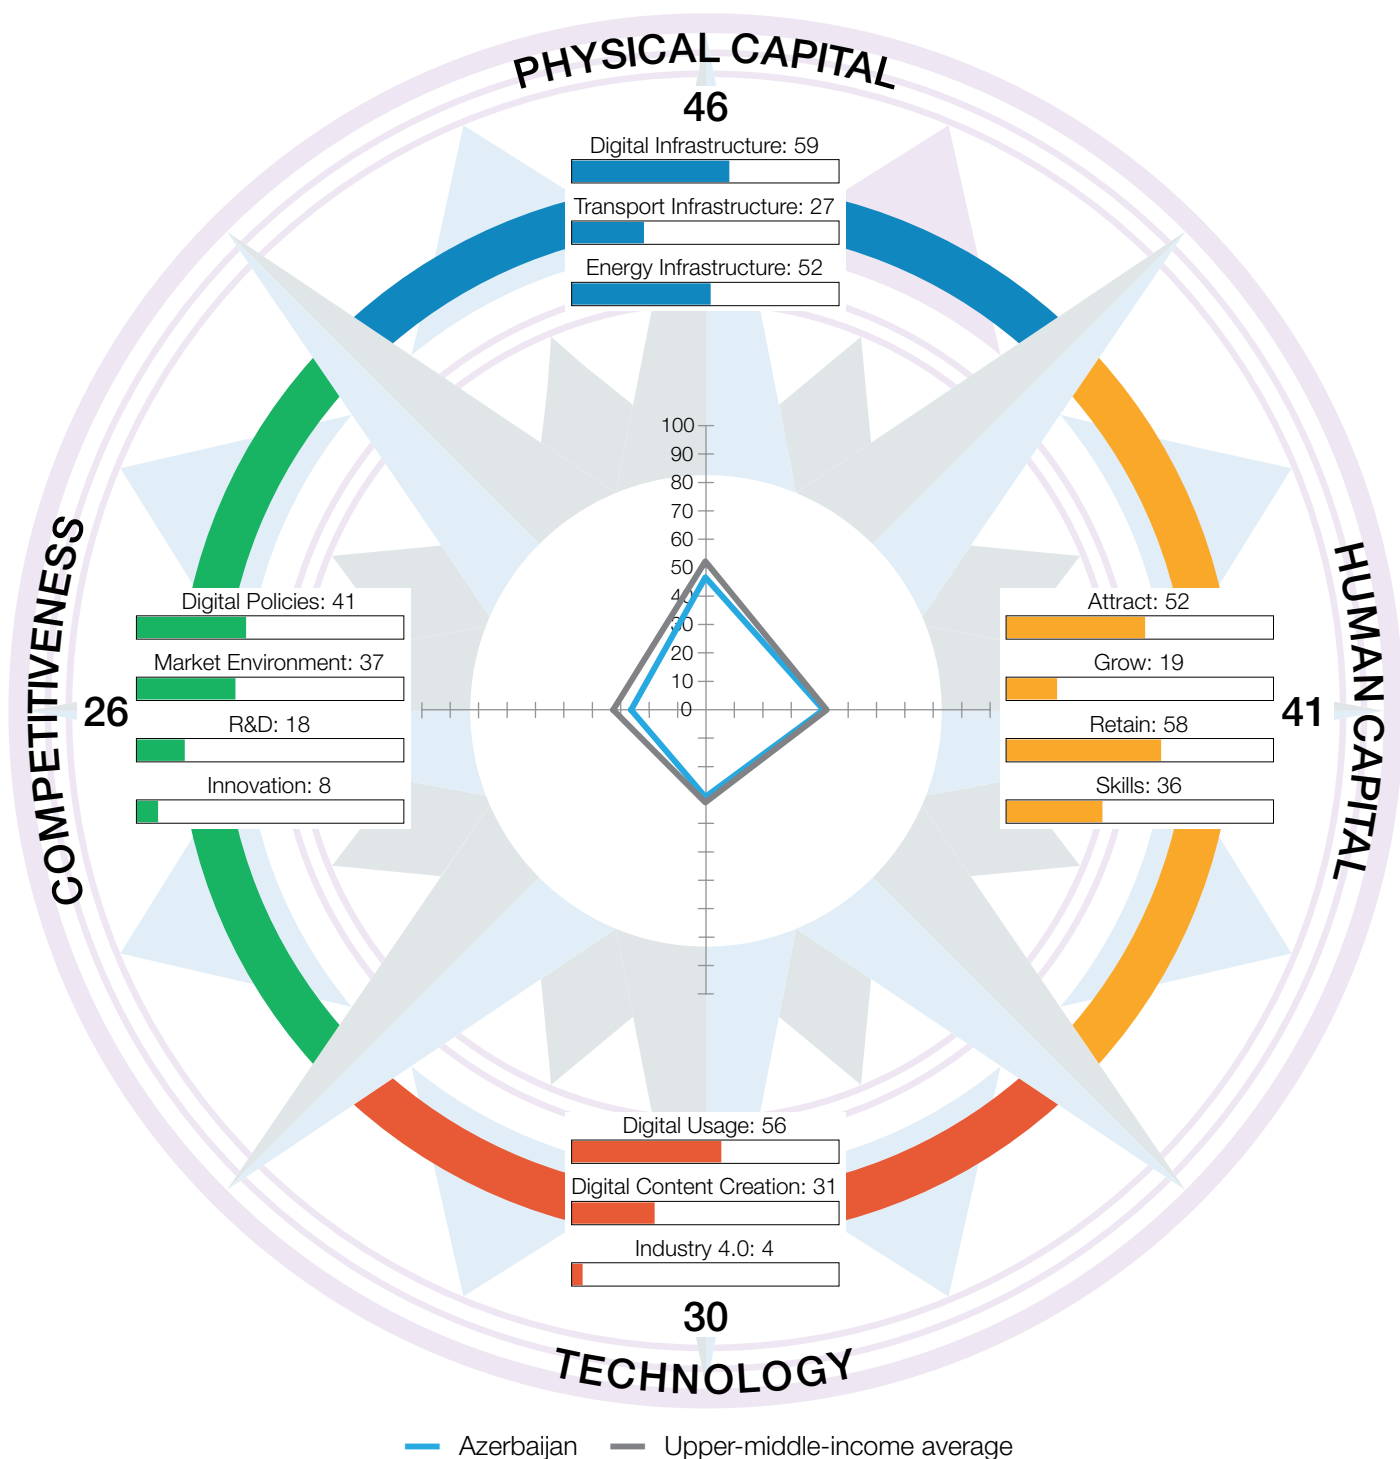 PHYSICAL CAPITAL
46
Digital Infrastructure: 59
Transport Infrastructure: 27
Energy Infrastructure: 52
100
90
80
70
60
50
40
30
20
10
0
COMPETITIVENESS
26
Digital Policies: 41
Market Environment: 37
R&D: 18
Innovation: 8
HUMAN CAPITAL
41
Attract: 52
Grow: 19
Retain: 58
Skills: 36
Digital Usage: 56
Digital Content Creation: 31
Industry 4.0: 4
30
TECHNOLOGY
Azerbaijan
Upper-middle-income average